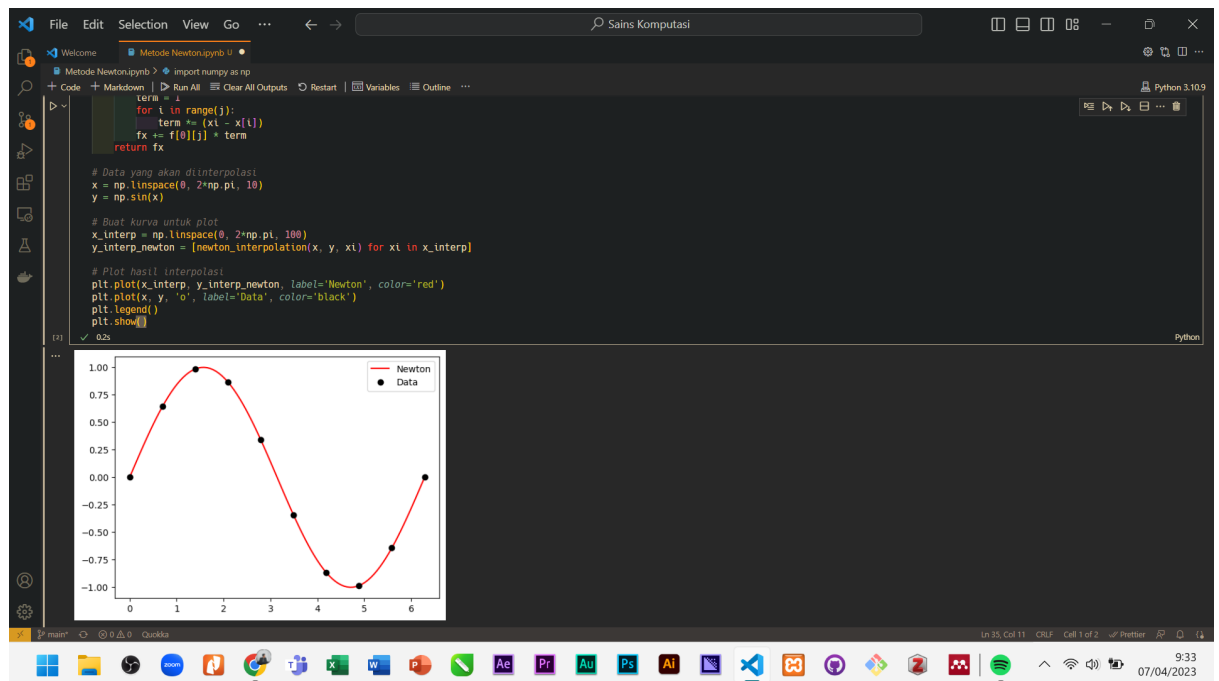 File Edit Selection View Go ··· Sains Komputasi
Welcome Metode Newton.ipynb U
Metode Newton.ipynb > import numpy as np
+ Code + Markdown | Run All Clear All Outputs Restart | Variables Outline ··· Python 3.10.9
term = 1
for i in range(j):
term *= (xi - x[i])
fx += f[0][j] * term
return fx
# Data yang akan diinterpolasi
x = np.linspace(0, 2*np.pi, 10)
y = np.sin(x)
# Buat kurva untuk plot
x_interp = np.linspace(0, 2*np.pi, 100)
y_interp_newton = [newton_interpolation(x, y, xi) for xi in x_interp]
# Plot hasil interpolasi
plt.plot(x_interp, y_interp_newton, label='Newton', color='red')
plt.plot(x, y, 'o', label='Data', color='black')
plt.legend()
plt.show()
[2] ✓ 0.2s Python
Newton
Data
1.00
0.75
0.50
0.25
0.00
−0.25
−0.50
−0.75
−1.00
0 1 2 3 4 5 6
main* 0 0 Quokka Ln 35, Col 11 CRLF Cell 1 of 2 Prettier
zoom Ae Pr Au Ps Ai
9:33
07/04/2023